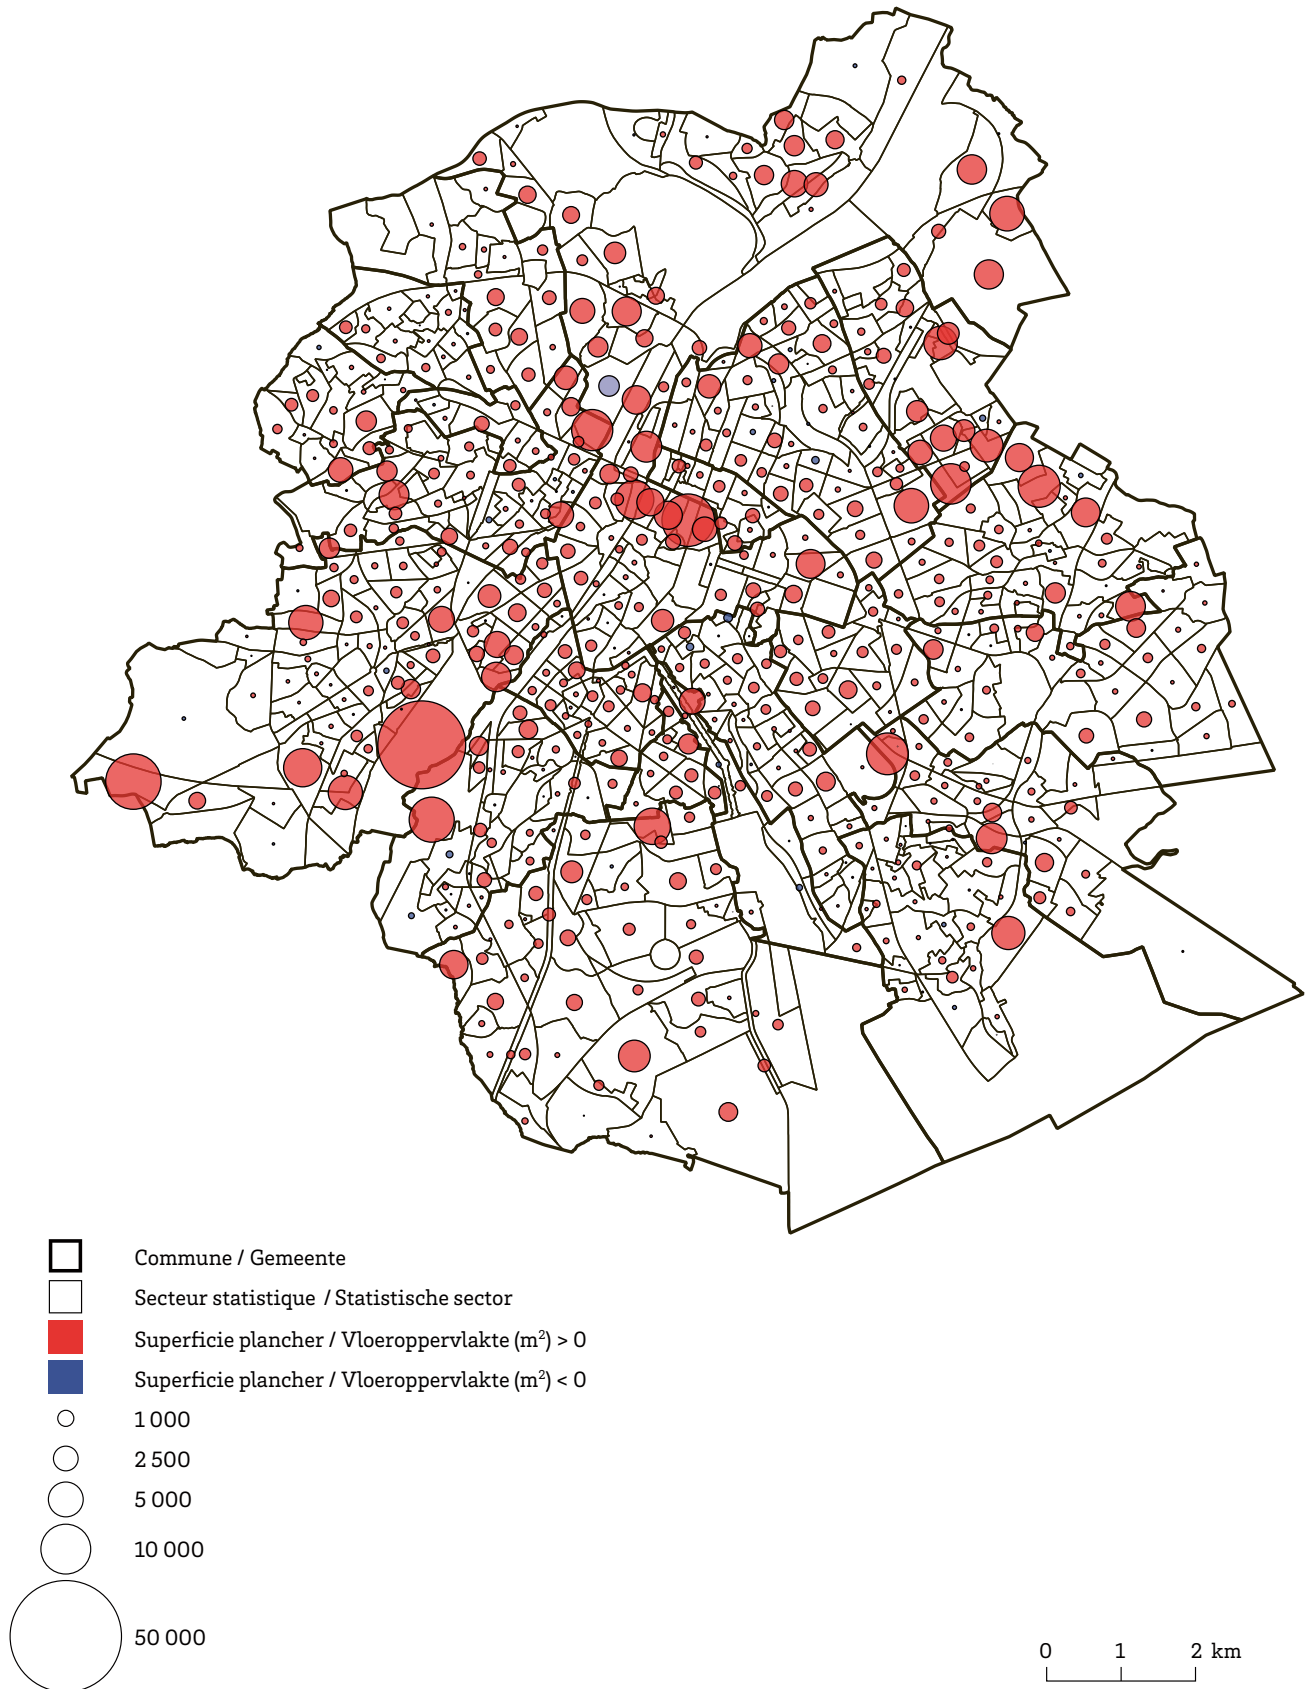 Commune / Gemeente
Secteur statistique / Statistische sector
Superficie plancher / Vloeroppervlakte (m²) > 0
Superficie plancher / Vloeroppervlakte (m²) < 0
1 000
2 500
5 000
10 000
50 000
0 1 2 km